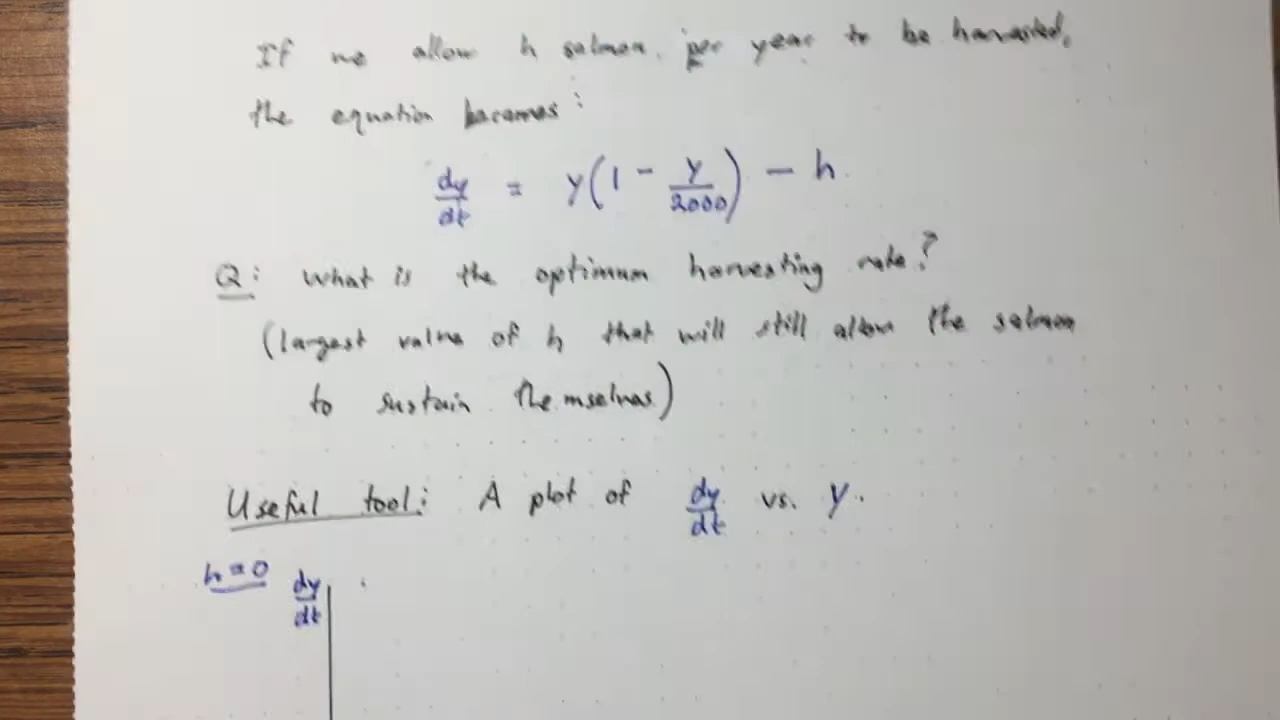 If we allow h salmon per year to be harvested,
the equation becomes:
dy/dt = y(1 - y/2000) - h
Q: What is the optimum harvesting rate?
(largest value of h that will still allow the salmon
to sustain themselves)
Useful tool: A plot of dy/dt vs. y.
h=0 dy/dt